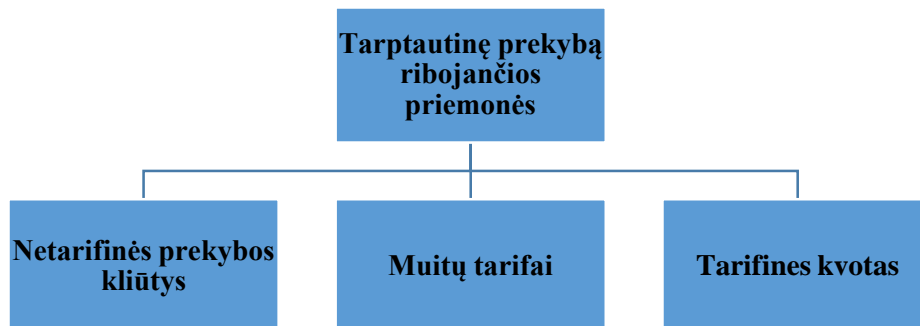 Tarptautinę prekybą
ribojančios
priemonės
Netarifinės prekybos
kliūtys
Muitų tarifai
Tarifines kvotas